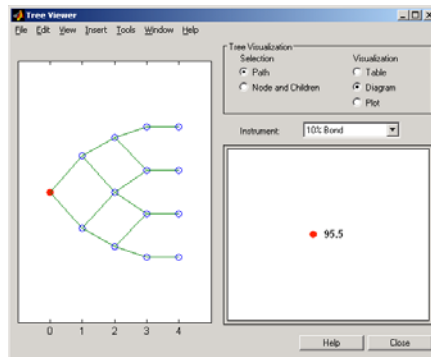 Tree Viewer
File Edit View Insert Tools Window Help
Tree Visualization
Selection
Visualization
Path
Table
Node and Children
Diagram
Plot
Instrument:
10% Bond
95.5
0 1 2 3 4
Help
Close